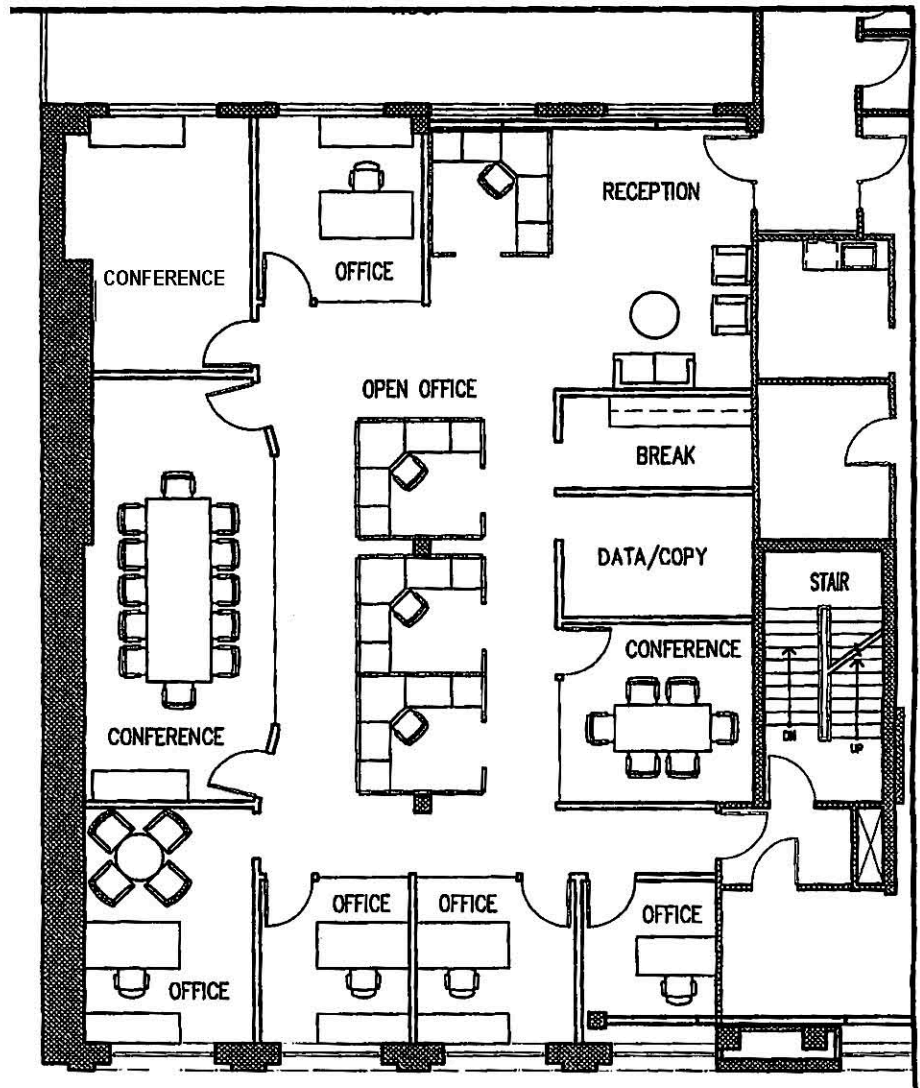 RECEPTION
OFFICE
CONFERENCE
OPEN OFFICE
BREAK
DATA/COPY
STAIR
CONFERENCE
CONFERENCE
DN
UP
OFFICE
OFFICE
OFFICE
OFFICE